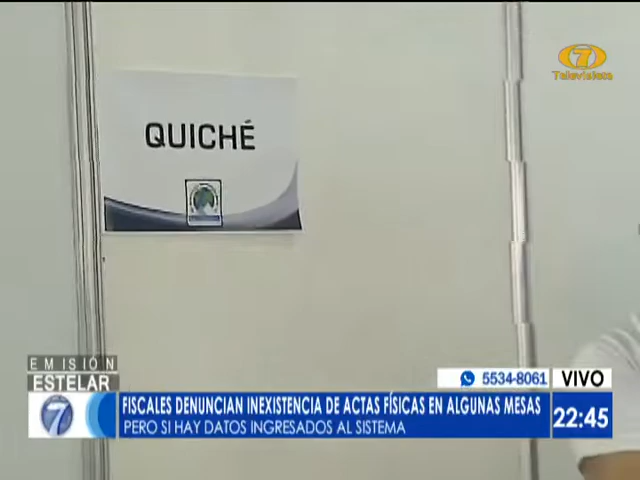 7
Televisiete
QUICHÉ
EMISIÓN
ESTELAR
5534-8061 VIVO
7 FISCALES DENUNCIAN INEXISTENCIA DE ACTAS FÍSICAS EN ALGUNAS MESAS 22:45
PERO SI HAY DATOS INGRESADOS AL SISTEMA